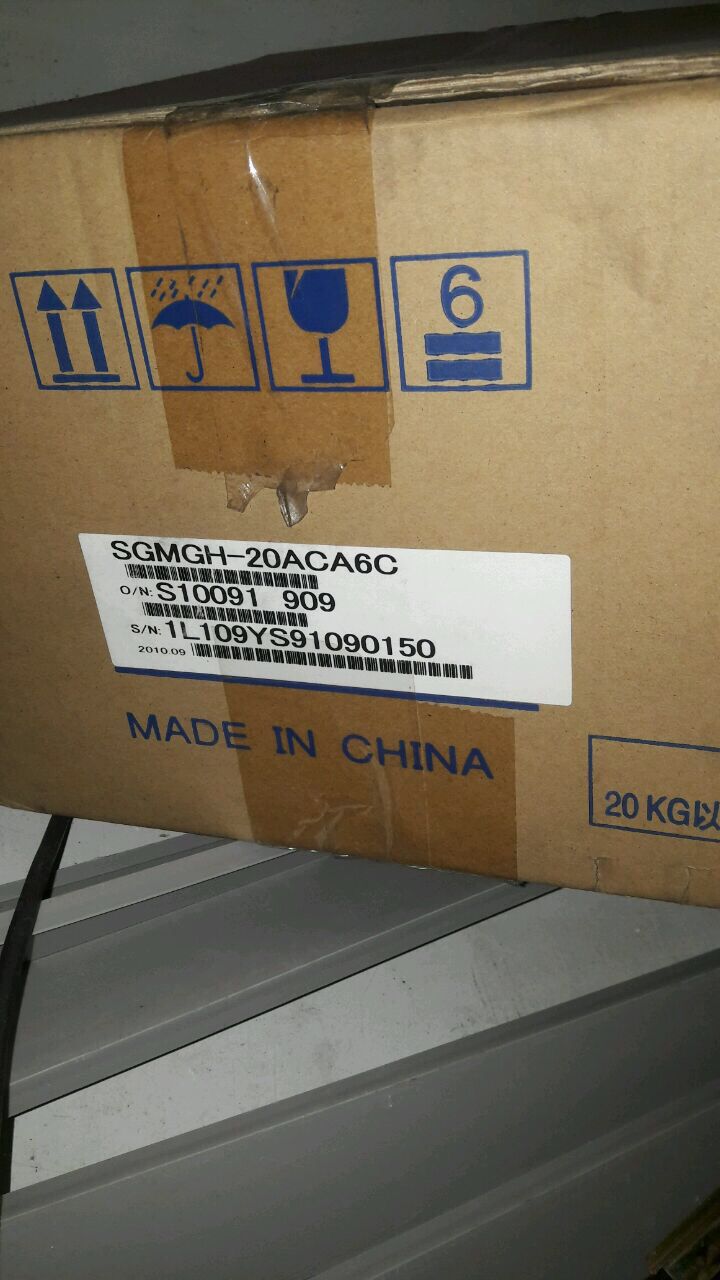 6
SGMGH-20ACA6C
O/N: S10091 909
S/N: 1L109YS91090150
2010.09
MADE IN CHINA
20 KG以